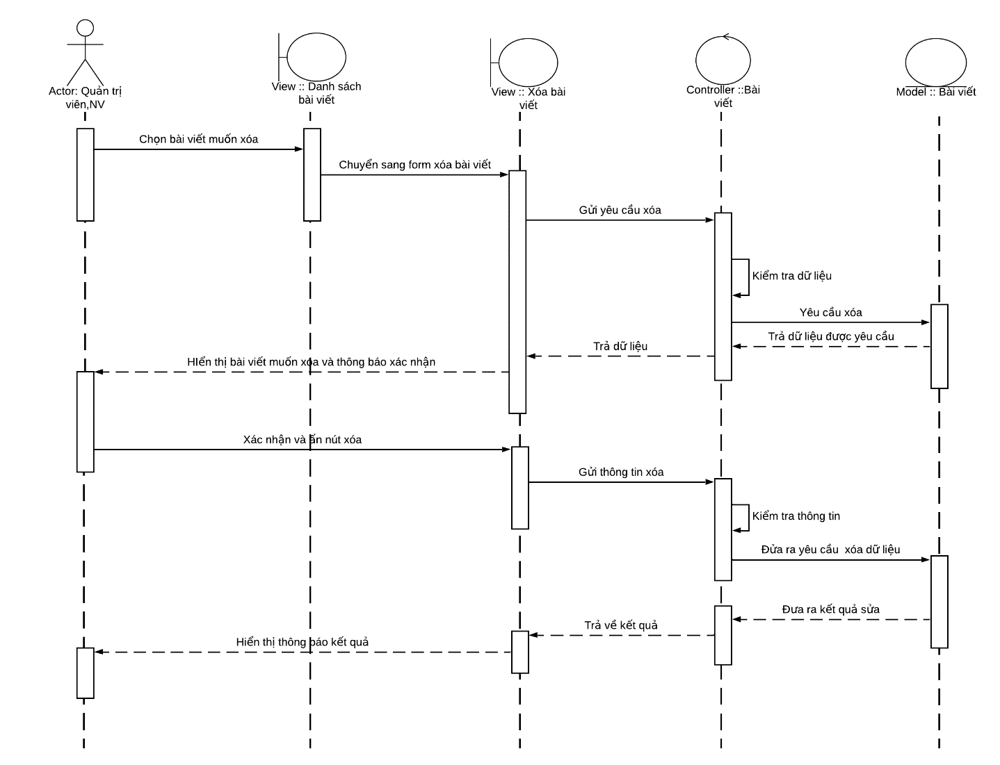 Actor: Quản trị
viên,NV
View :: Danh sách
bài viết
View :: Xóa bài
viết
Controller ::Bài
viết
Model :: Bài viết
Chọn bài viết muốn xóa
Chuyển sang form xóa bài viết
Gửi yêu cầu xóa
Kiểm tra dữ liệu
Yêu cầu xóa
Trả dữ liệu được yêu cầu
Trả dữ liệu
HIển thị bài viết muốn xóa và thông báo xác nhận
Xác nhận và ấn nút xóa
Gửi thông tin xóa
Kiểm tra thông tin
Đửa ra yêu cầu  xóa dữ liệu
Đưa ra kết quả sửa
Trả về kết quả
Hiển thị thông báo kết quả